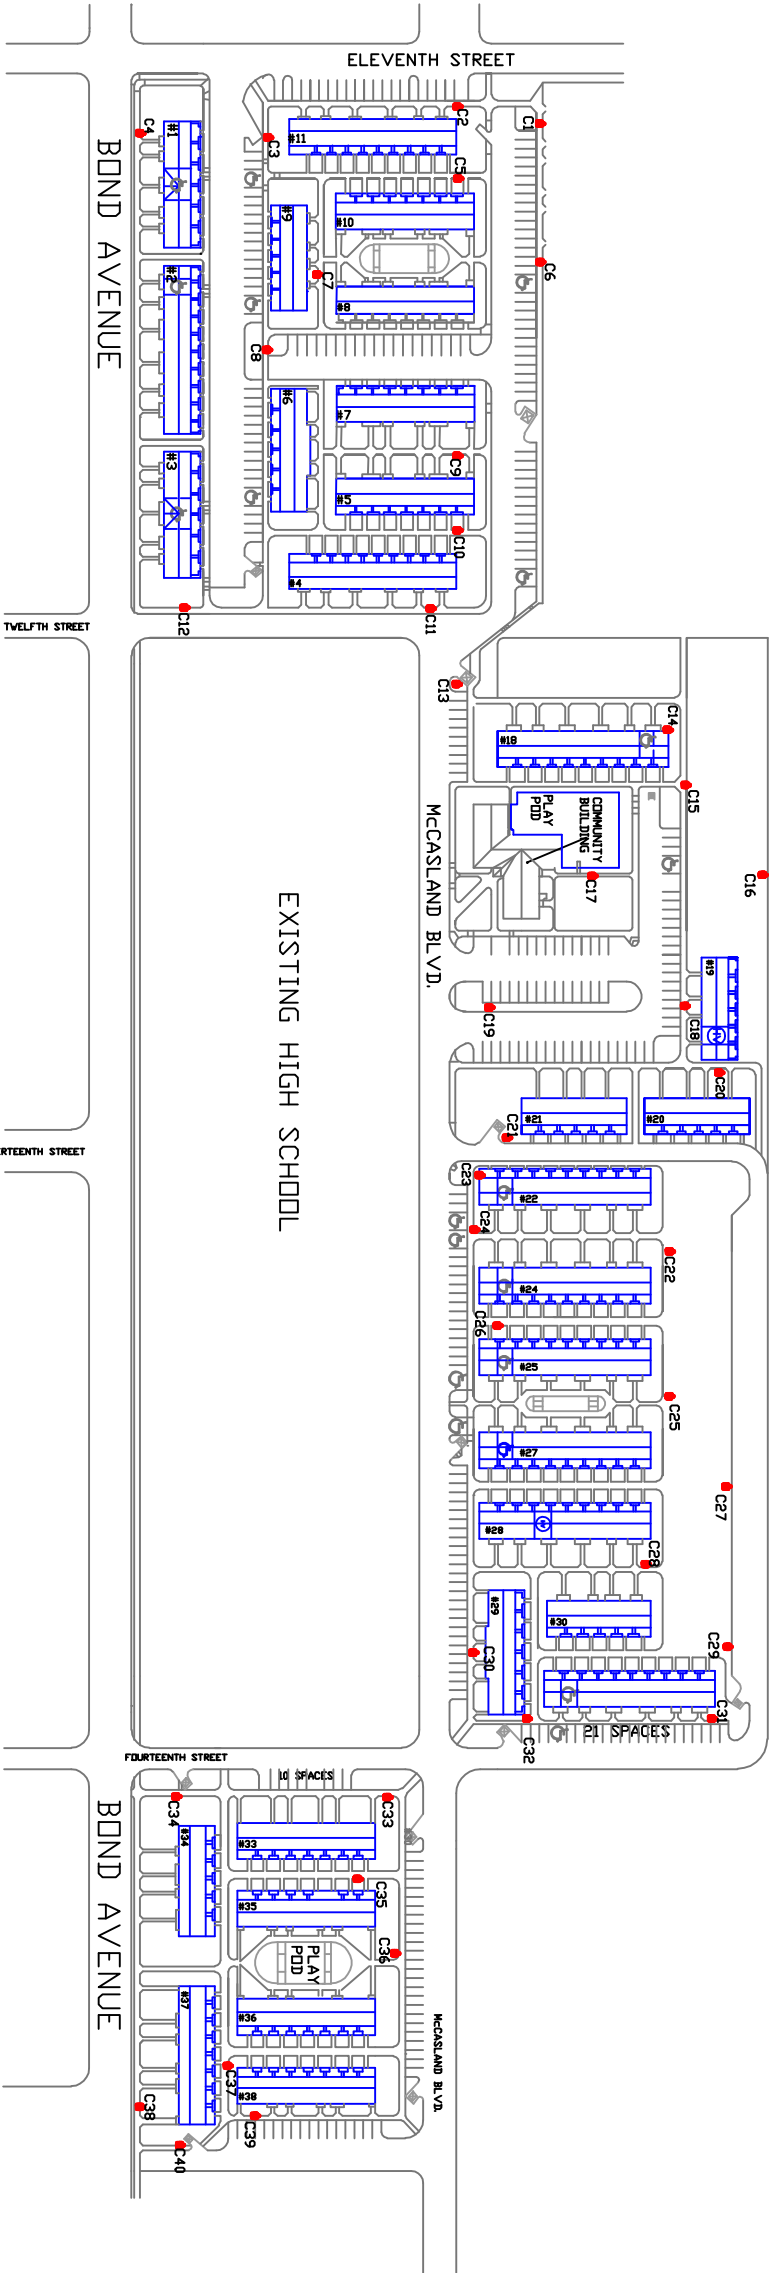 ELEVENTH STREET
C2
C1
C4
#1
C3
#11
BOND AVENUE
C5
#9
#10
C6
#2
C7
#8
C8
#6
#7
#3
C9
#5
C10
#4
C12
C11
TWELFTH STREET
C13
C14
#18
C15
COMMUNITY
BUILDING
PLAY
POD
McCASLAND BLVD.
C16
C17
EXISTING HIGH SCHOOL
#19
C19
C18
C20
#21
#20
C21
RTEENTH STREET
C23
#22
C24
C22
#24
C26
#25
C25
#27
C27
#28
C28
#29
#30
C30
C29
C31
21 SPACES
C32
FOURTEENTH STREET
10 SPACES
C34
C33
BOND AVENUE
#34
#33
#35
C35
C36
PLAY
POD
#37
#36
McCASLAND BLVD.
C37
#38
C38
C39
C40